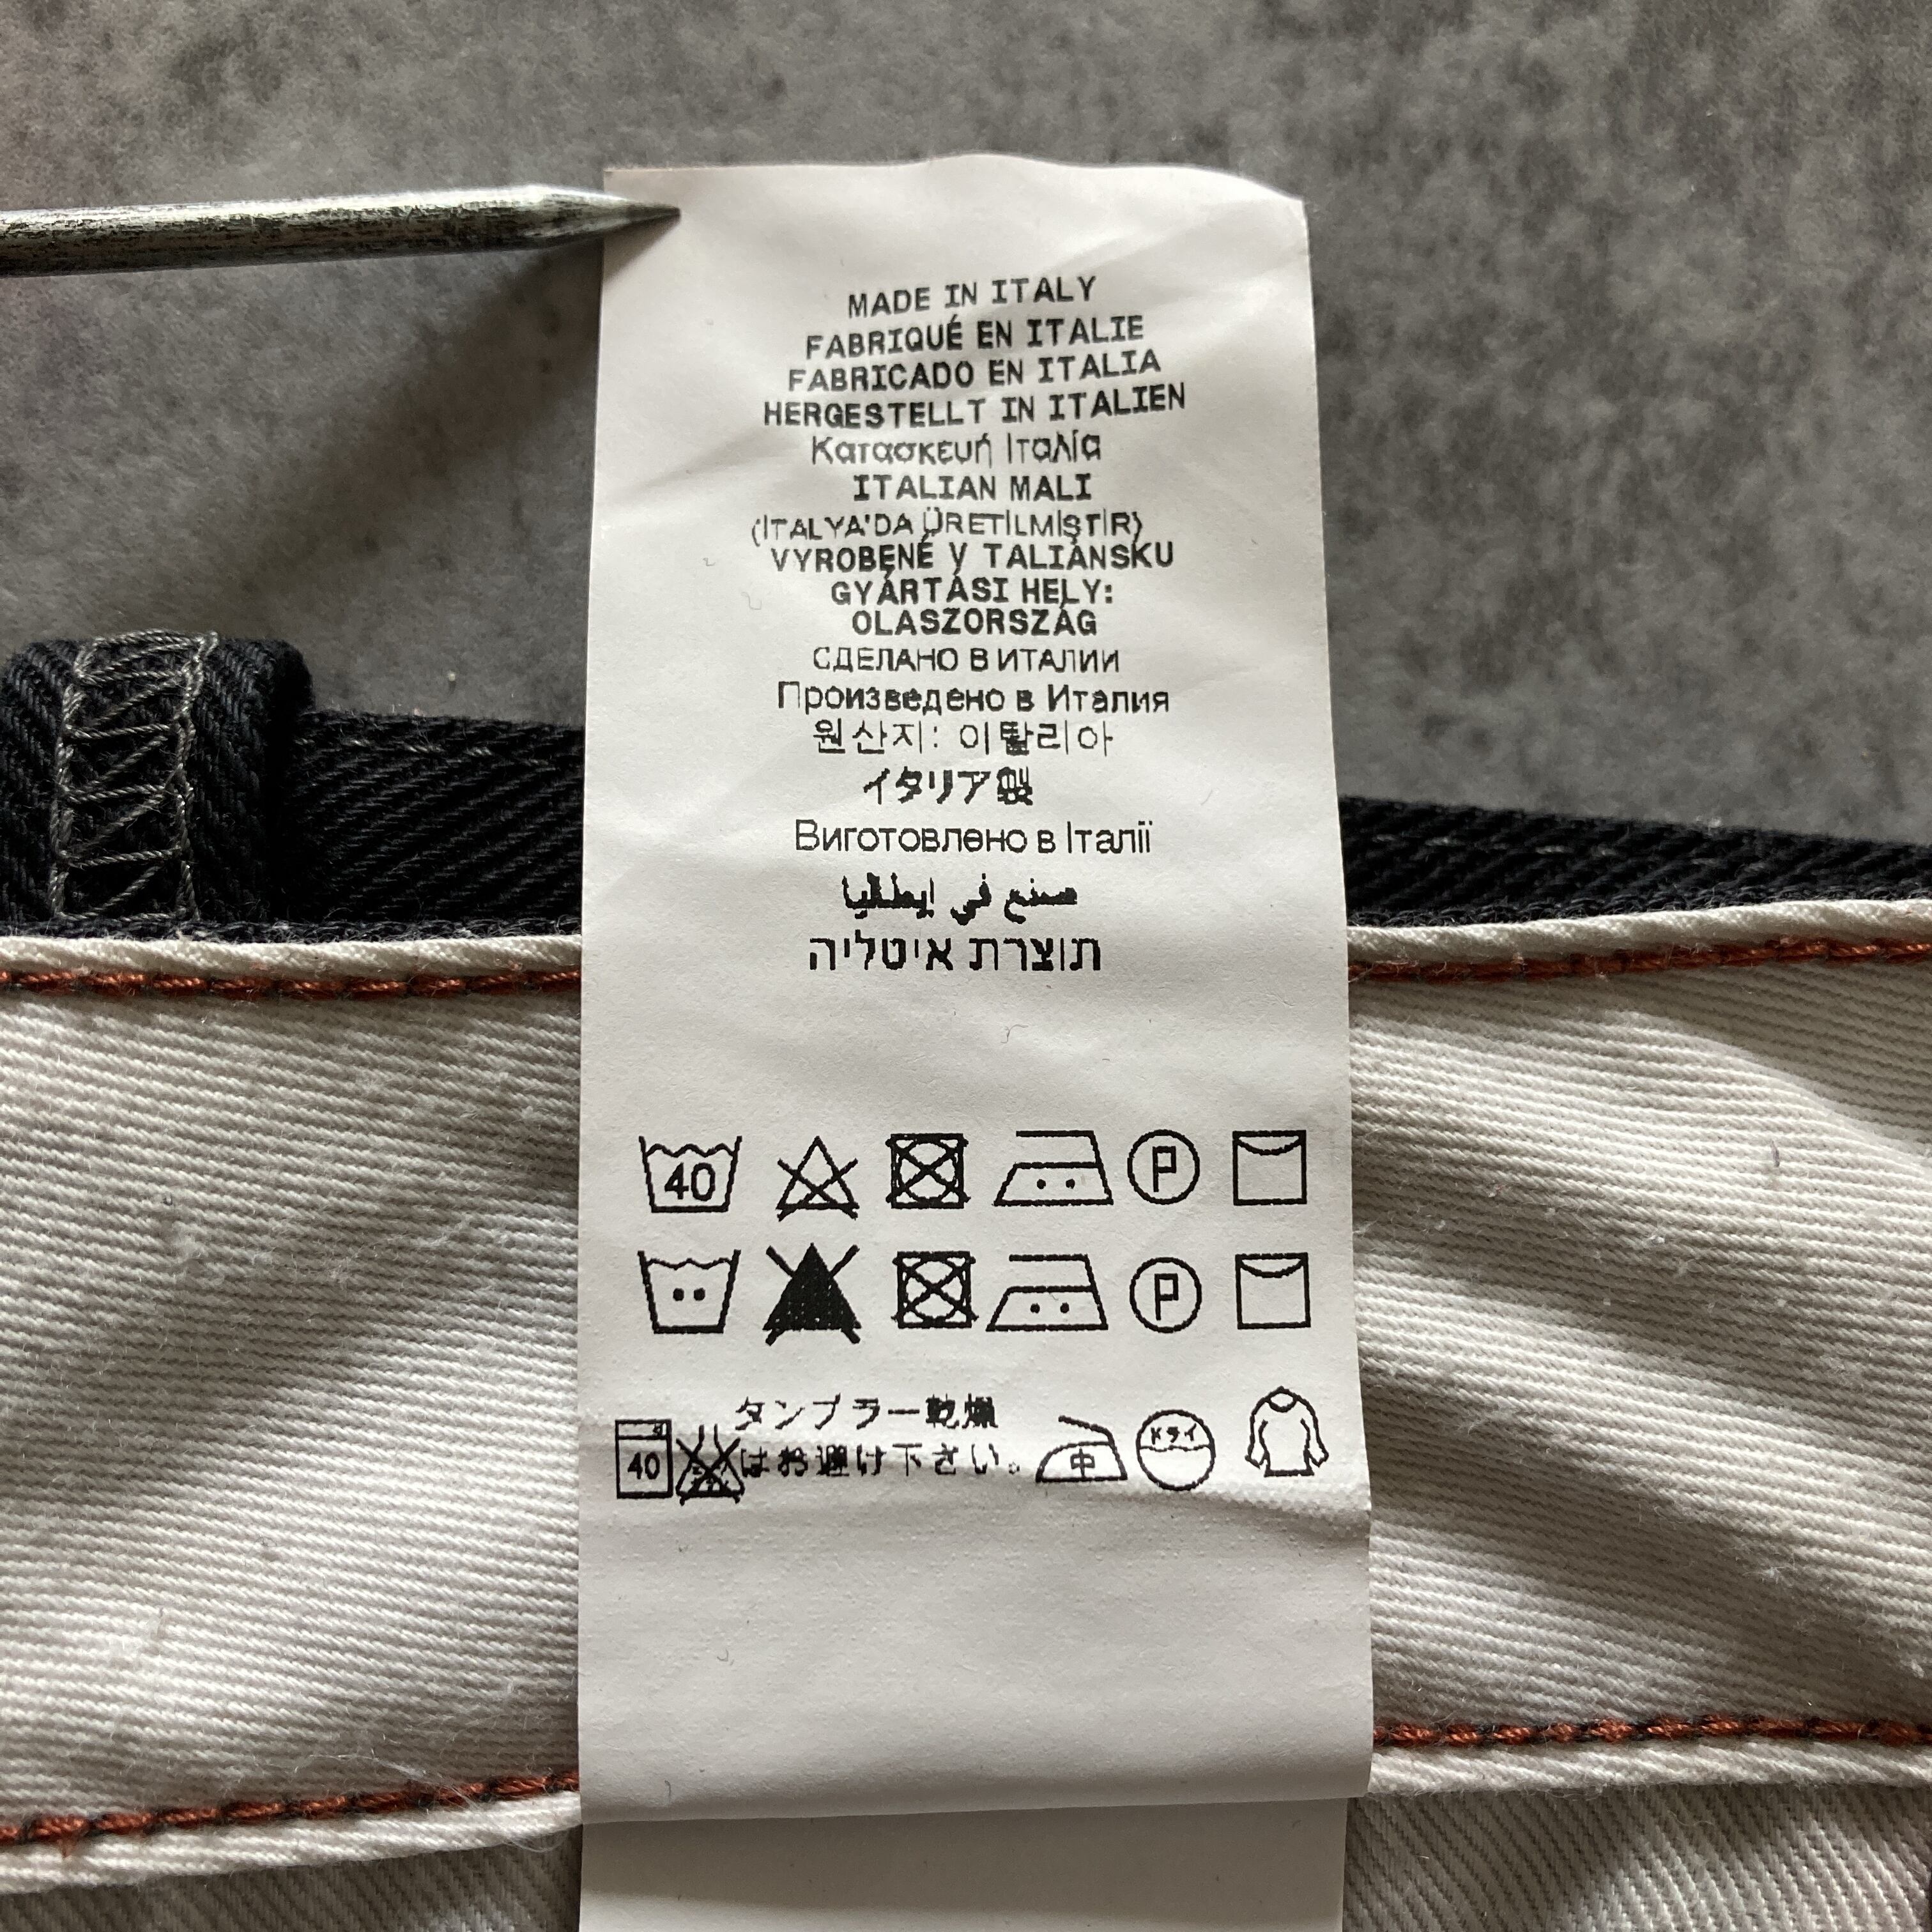 MADE IN ITALY
FABRIQUÉ EN ITALIE
FABRICADO EN ITALIA
HERGESTELLT IN ITALIEN
Κατασκευή Ιταλία
ITALIAN MALI
(İTALYA'DA ÜRETİLMİŞTİR)
VYROBENÉ V TALIANSKU
GYÁRTÁSI HELY:
OLASZORSZÁG
СДЕЛАНО В ИТАЛИИ
Произведено в Италия
원산지: 이탈리아
イタリア製
Виготовлено в Італії
صنع في إيطاليا
תוצרת איטליה
40 P
P
タンブラー乾燥
40 はお避け下さい。 中 ドライ